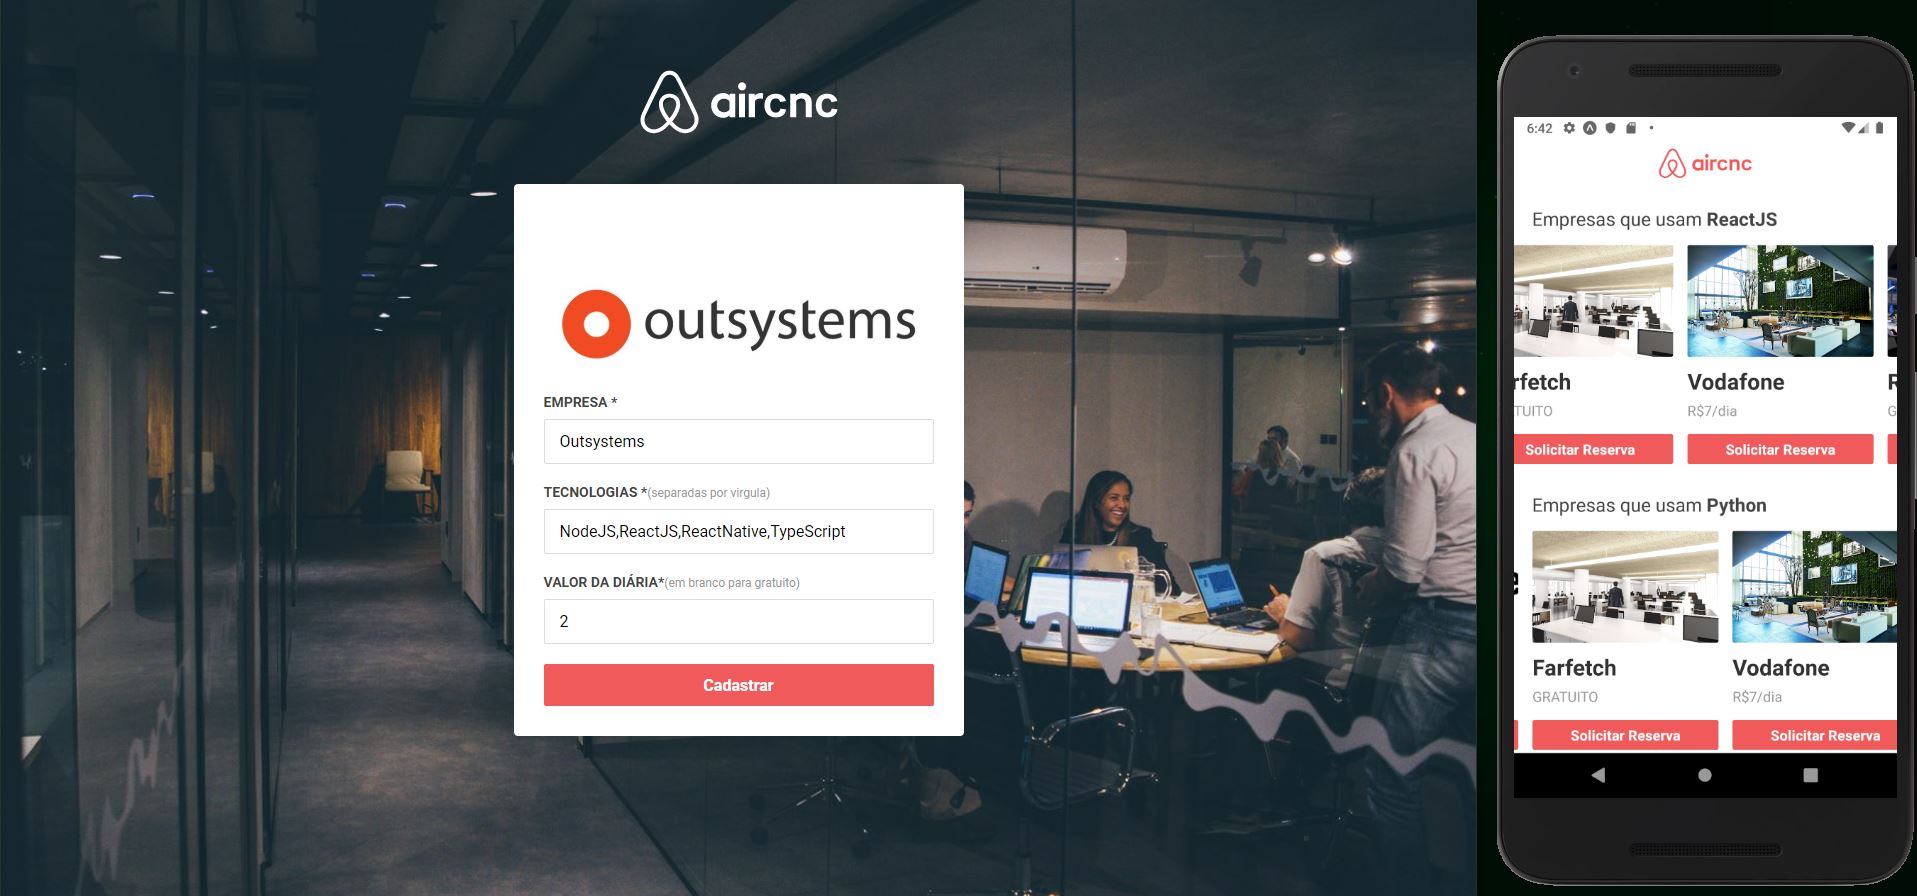 aircnc
outsystems
EMPRESA *
Outsystems
TECNOLOGIAS *(separadas por virgula)
NodeJS,ReactJS,ReactNative,TypeScript
VALOR DA DIÁRIA*(em branco para gratuito)
2
Cadastrar
6:42
aircnc
Empresas que usam ReactJS
rfetch Vodafone R
TUITO R$7/dia G
Solicitar Reserva Solicitar Reserva
Empresas que usam Python
Farfetch Vodafone
GRATUITO R$7/dia
Solicitar Reserva Solicitar Reserva